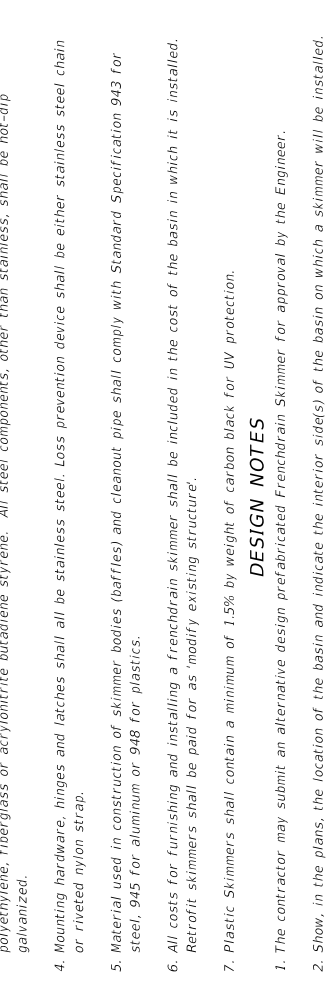 polyethylene, fiberglass or acrylonitrite butadiene styrene. All steel components, other than stainless, shall be hot-dip
galvanized.
4. Mounting hardware, hinges and latches shall all be stainless steel. Loss prevention device shall be either stainless steel chain
or riveted nylon strap.
5. Material used in construction of skimmer bodies (baffles) and cleanout pipe shall comply with Standard Specification 943 for
steel, 945 for aluminum or 948 for plastics.
6. All costs for furnishing and installing a frenchdrain skimmer shall be included in the cost of the basin in which it is installed.
Retrofit skimmers shall be paid for as 'modify existing structure'.
7. Plastic Skimmers shall contain a minimum of 1.5% by weight of carbon black for UV protection.
DESIGN NOTES
1. The contractor may submit an alternative design prefabricated Frenchdrain Skimmer for approval by the Engineer.
2. Show, in the plans, the location of the basin and indicate the interior side(s) of the basin on which a skimmer will be installed.